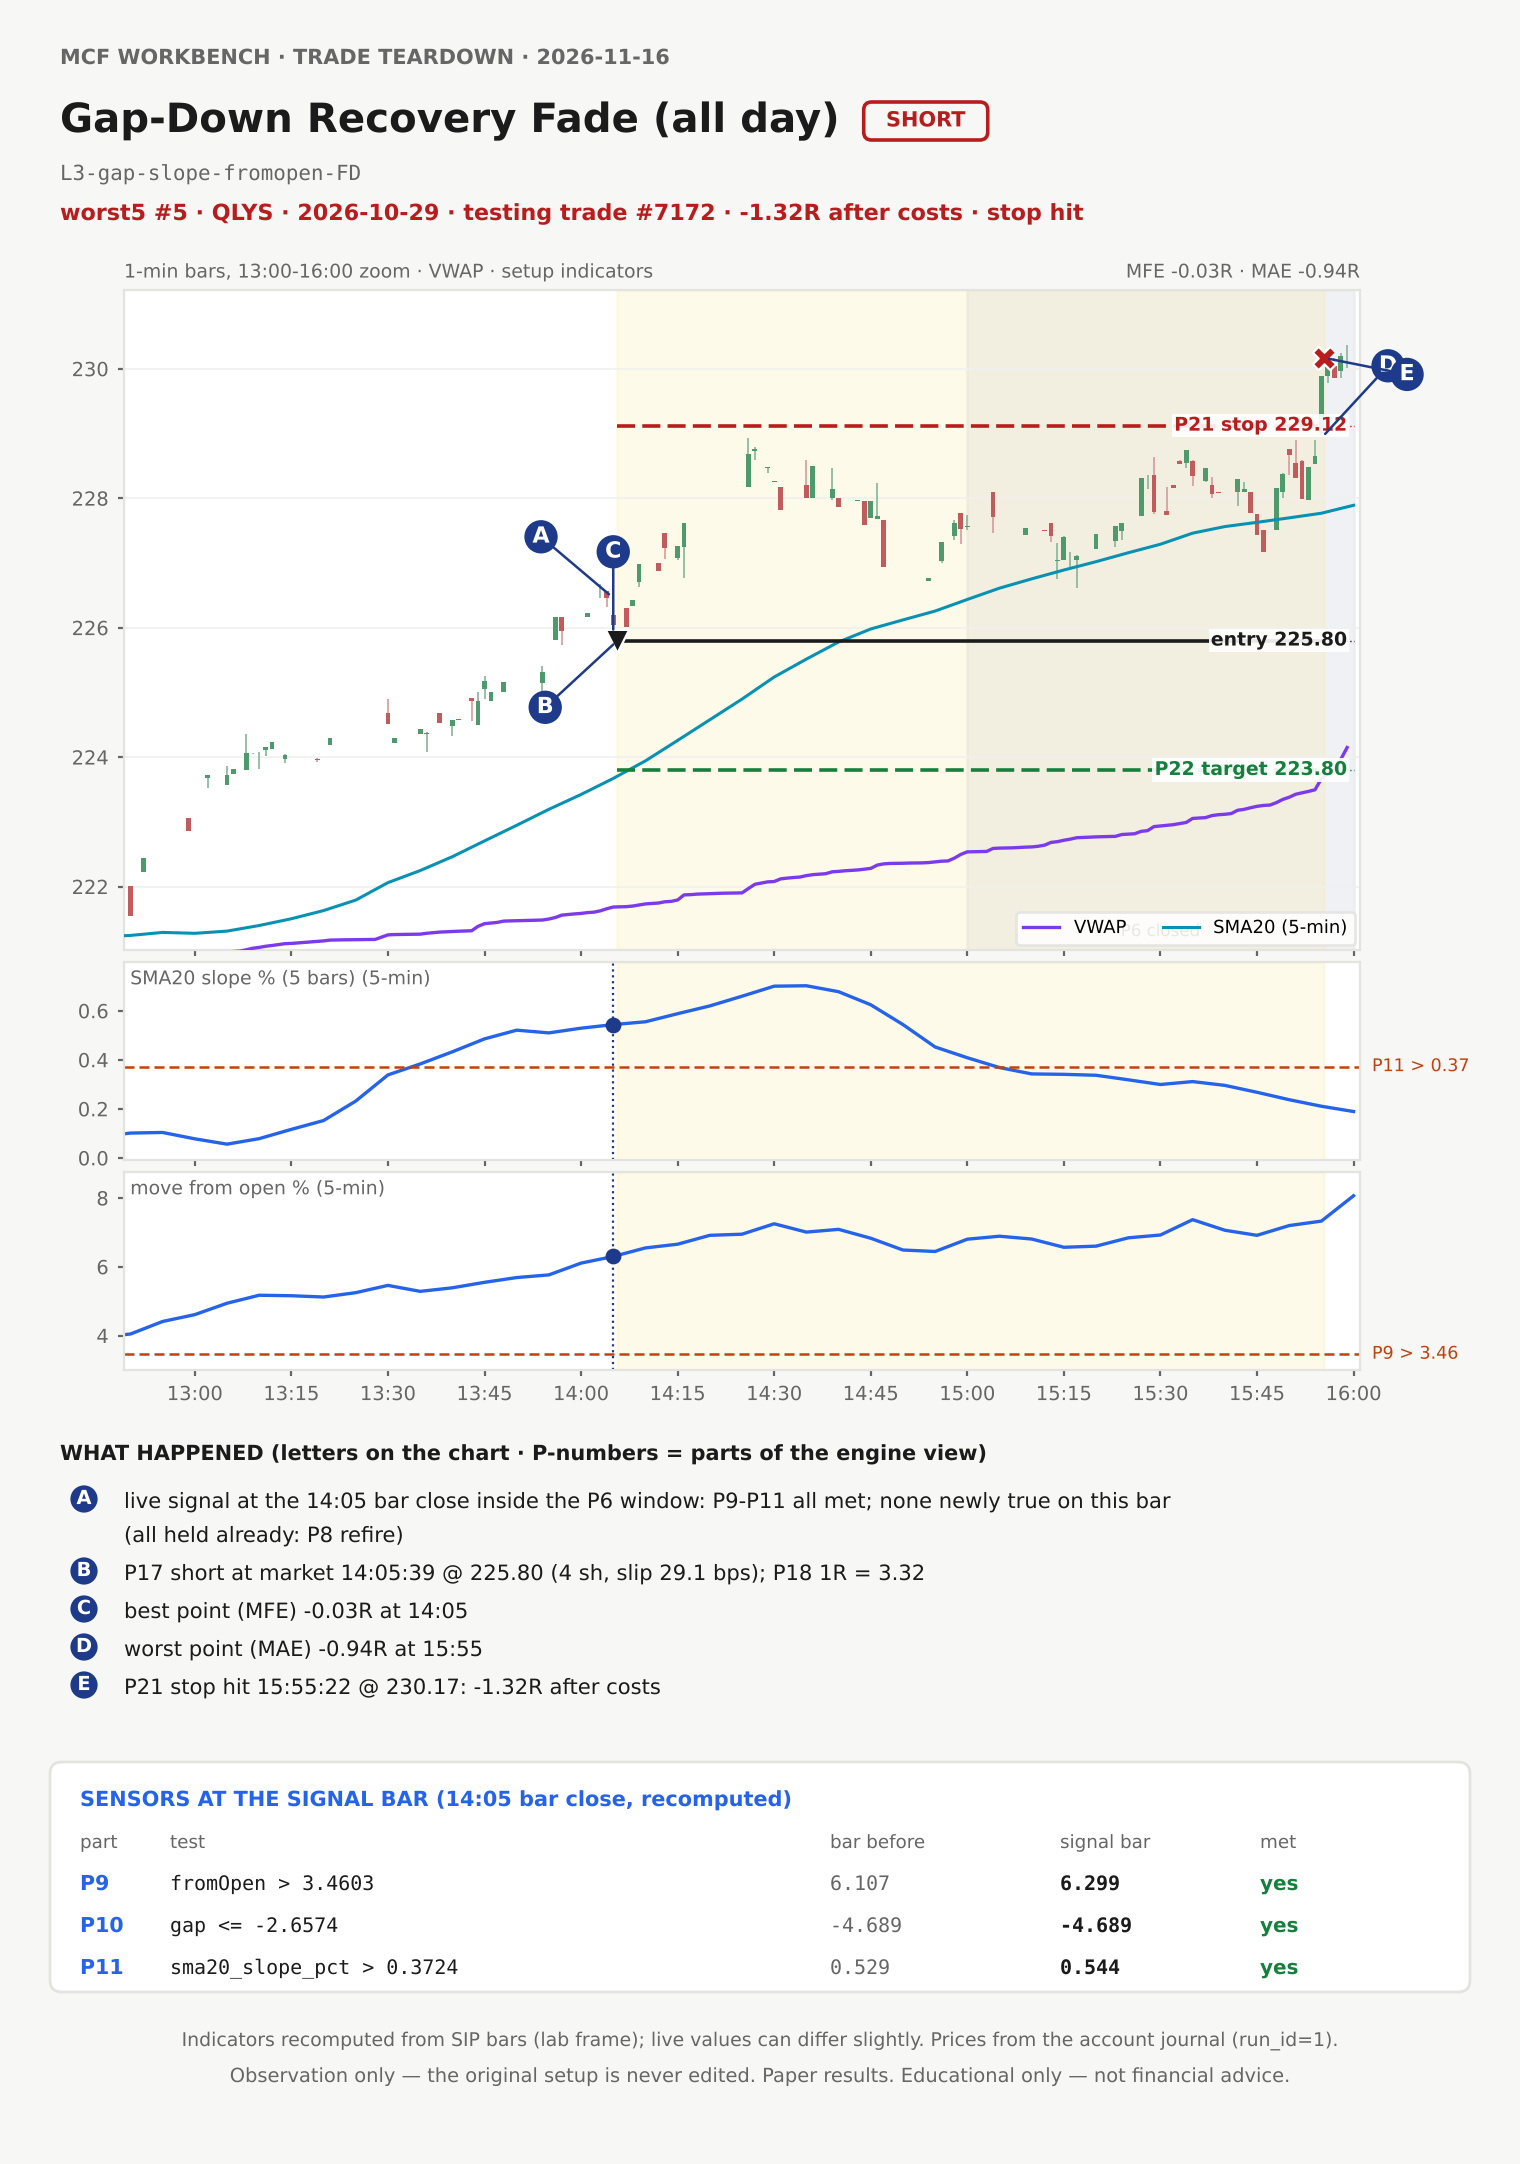 MCF WORKBENCH · TRADE TEARDOWN · 2026-11-16
Gap-Down Recovery Fade (all day) SHORT
L3-gap-slope-fromopen-FD
worst5 #5 · QLYS · 2026-10-29 · testing trade #7172 · -1.32R after costs · stop hit
1-min bars, 13:00-16:00 zoom · VWAP · setup indicators MFE -0.03R · MAE -0.94R
230
228
226
224
222
A
C
B
D
E
P21 stop 229.12
entry 225.80
P22 target 223.80
VWAP SMA20 (5-min)
SMA20 slope % (5 bars) (5-min)
0.6
0.4
0.2
0.0
P11 > 0.37
move from open % (5-min)
8
6
4
P9 > 3.46
13:00 13:15 13:30 13:45 14:00 14:15 14:30 14:45 15:00 15:15 15:30 15:45 16:00
WHAT HAPPENED (letters on the chart · P-numbers = parts of the engine view)
A live signal at the 14:05 bar close inside the P6 window: P9-P11 all met; none newly true on this bar
(all held already: P8 refire)
B P17 short at market 14:05:39 @ 225.80 (4 sh, slip 29.1 bps); P18 1R = 3.32
C best point (MFE) -0.03R at 14:05
D worst point (MAE) -0.94R at 15:55
E P21 stop hit 15:55:22 @ 230.17: -1.32R after costs
SENSORS AT THE SIGNAL BAR (14:05 bar close, recomputed)
part test bar before signal bar met
P9 fromOpen > 3.4603 6.107 6.299 yes
P10 gap <= -2.6574 -4.689 -4.689 yes
P11 sma20_slope_pct > 0.3724 0.529 0.544 yes
Indicators recomputed from SIP bars (lab frame); live values can differ slightly. Prices from the account journal (run_id=1).
Observation only — the original setup is never edited. Paper results. Educational only — not financial advice.